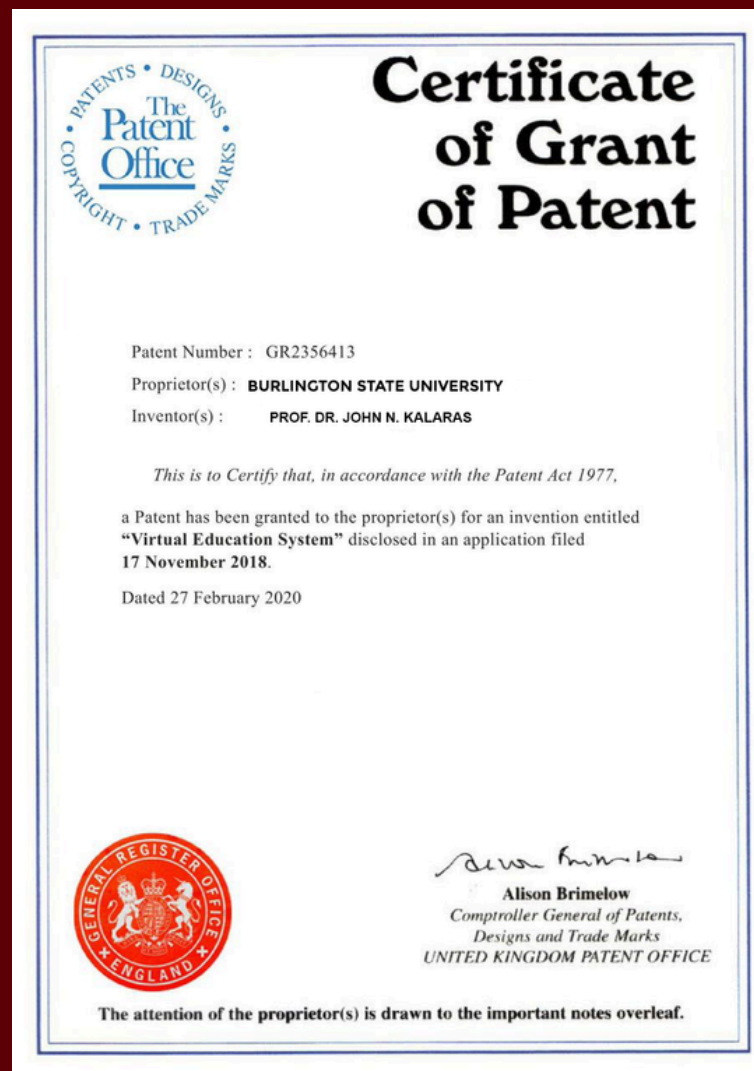 PATENTS • DESIGNS •
COPYRIGHT • TRADE MARKS
The
Patent
Office
Certificate
of Grant
of Patent
Patent Number : GR2356413
Proprietor(s) : BURLINGTON STATE UNIVERSITY
Inventor(s) : PROF. DR. JOHN N. KALARAS
This is to Certify that, in accordance with the Patent Act 1977,
a Patent has been granted to the proprietor(s) for an invention entitled
“Virtual Education System” disclosed in an application filed
17 November 2018.
Dated 27 February 2020
GENERAL REGISTER OFFICE
ENGLAND
Alison Brimelow
Comptroller General of Patents,
Designs and Trade Marks
UNITED KINGDOM PATENT OFFICE
The attention of the proprietor(s) is drawn to the important notes overleaf.